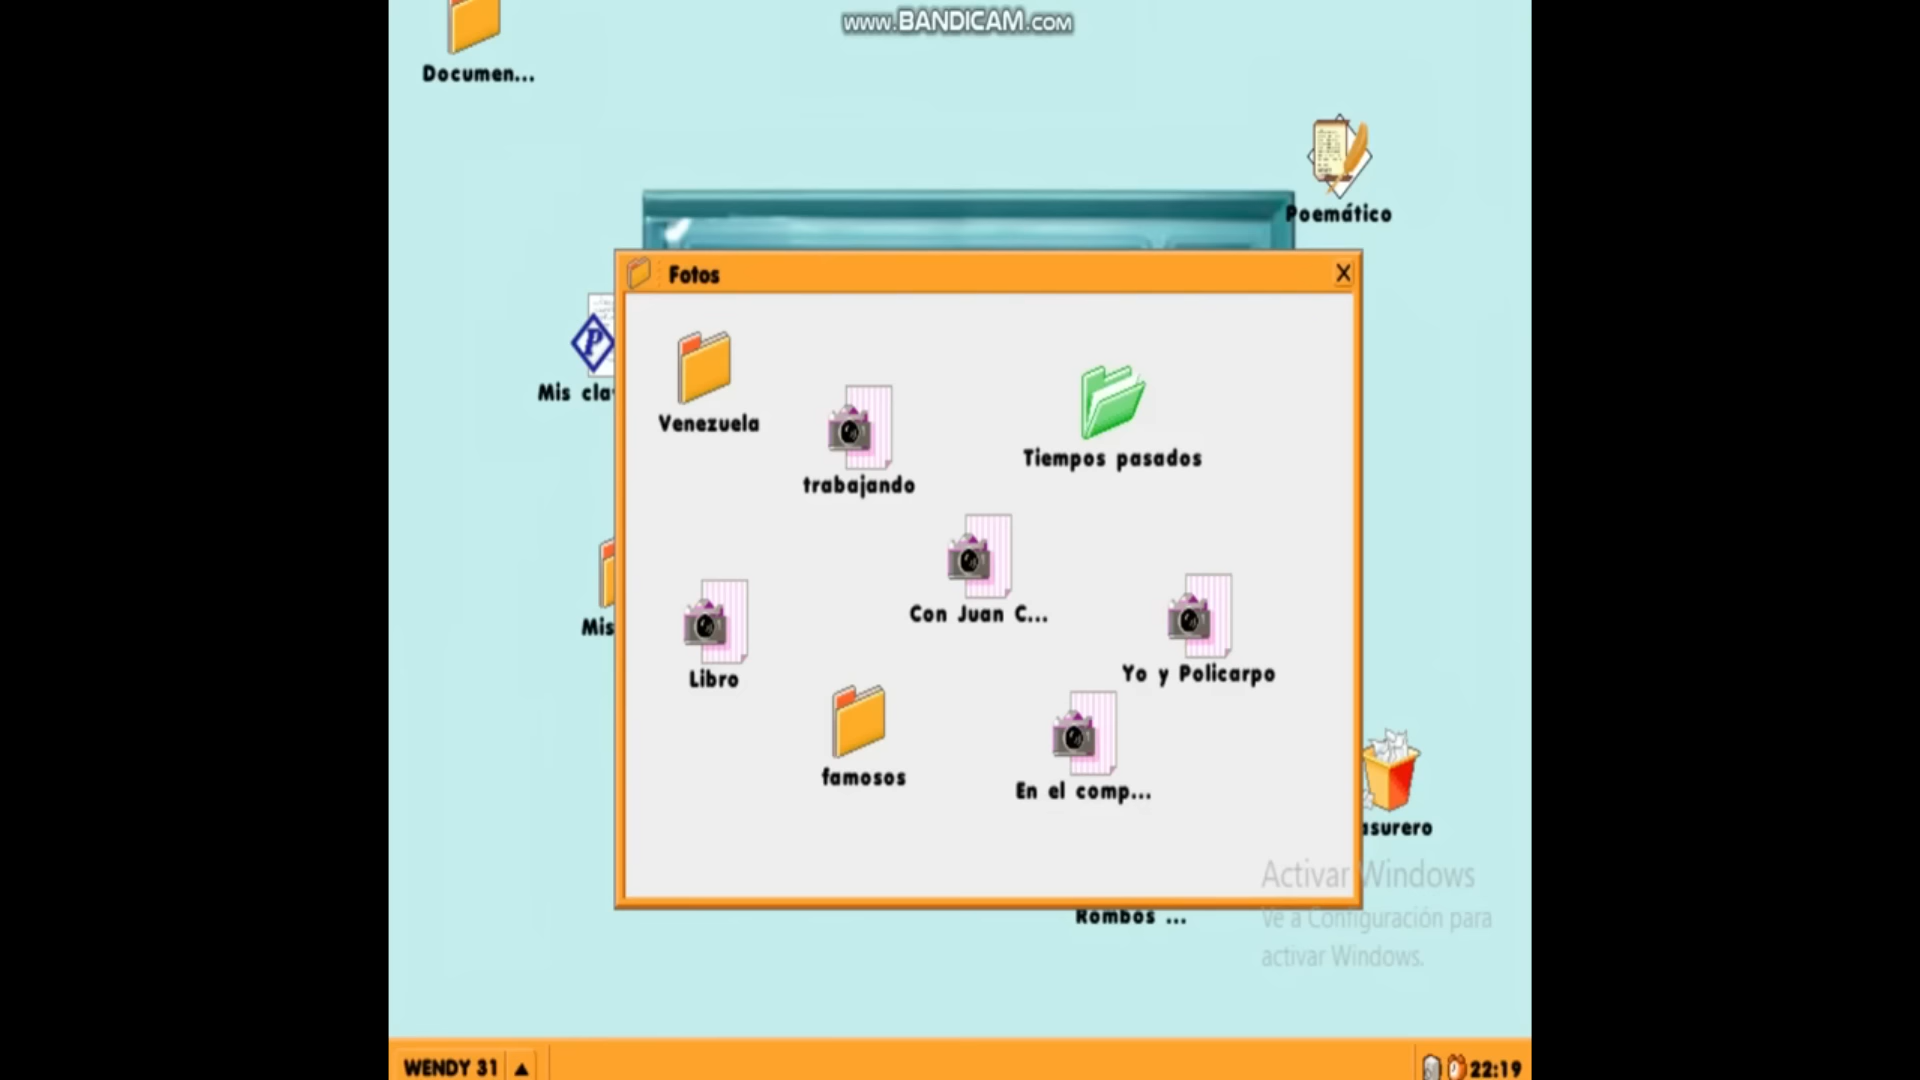 www.BANDICAM.com
Documen...
Poemático
Fotos
X
Mis cla
Venezuela
Tiempos pasados
trabajando
Con Juan C...
Mis
Libro
Yo y Policarpo
famosos
En el comp...
asurero
Activar Windows
Ve a Configuración para
activar Windows.
Rombos ...
WENDY 31
22:19